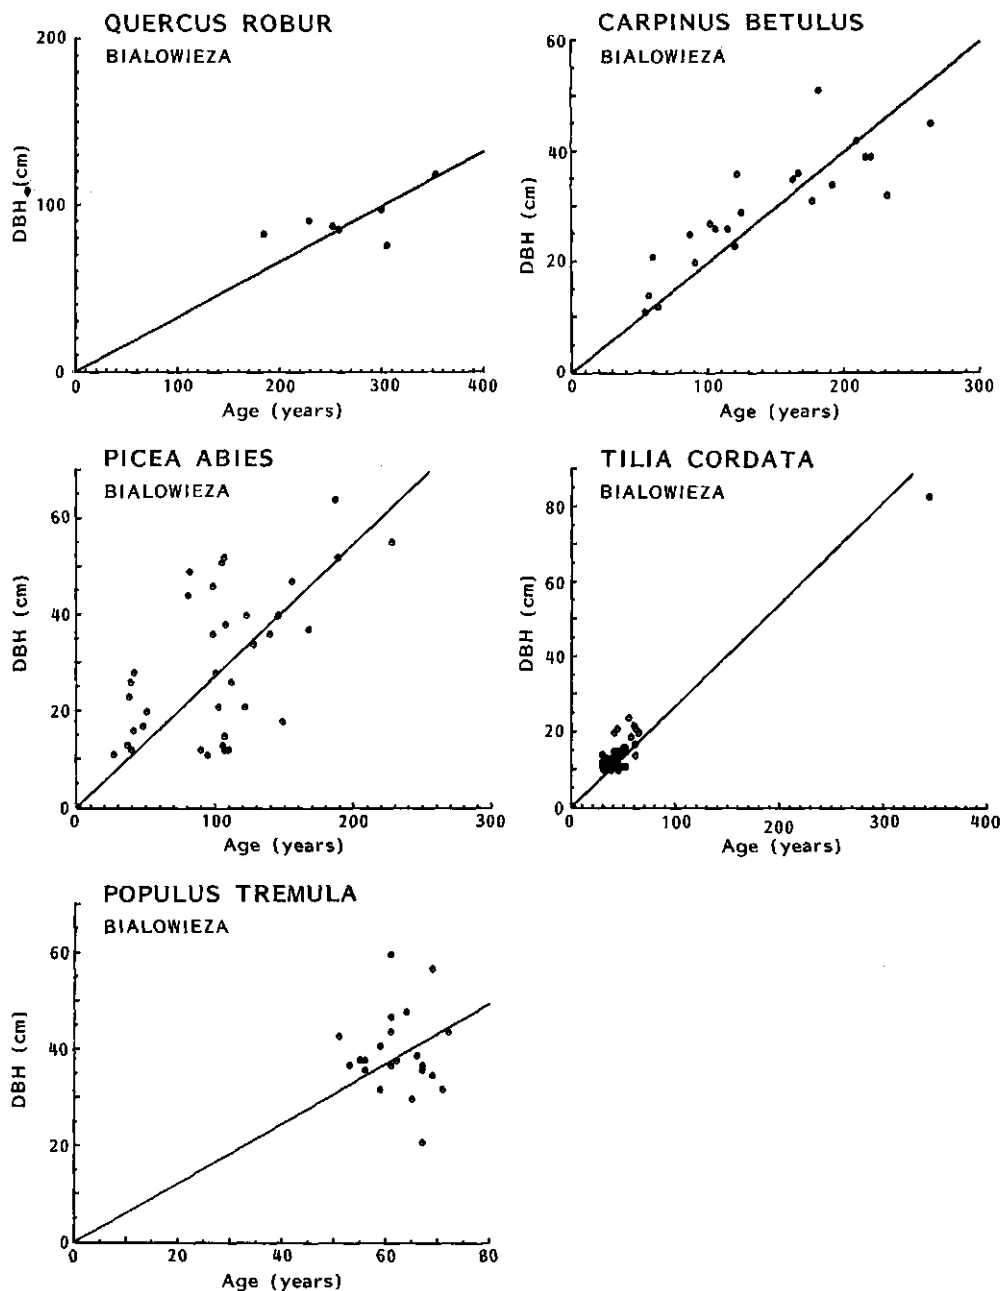 QUERCUS ROBUR
BIALOWIEZA
200
100
0
DBH (cm)
0 100 200 300 400
Age (years)
CARPINUS BETULUS
BIALOWIEZA
60
40
20
0
DBH (cm)
0 100 200 300
Age (years)
PICEA ABIES
BIALOWIEZA
60
40
20
0
DBH (cm)
0 100 200 300
Age (years)
TILIA CORDATA
BIALOWIEZA
80
60
40
20
0
DBH (cm)
0 100 200 300 400
Age (years)
POPULUS TREMULA
BIALOWIEZA
60
40
20
0
DBH (cm)
0 20 40 60 80
Age (years)